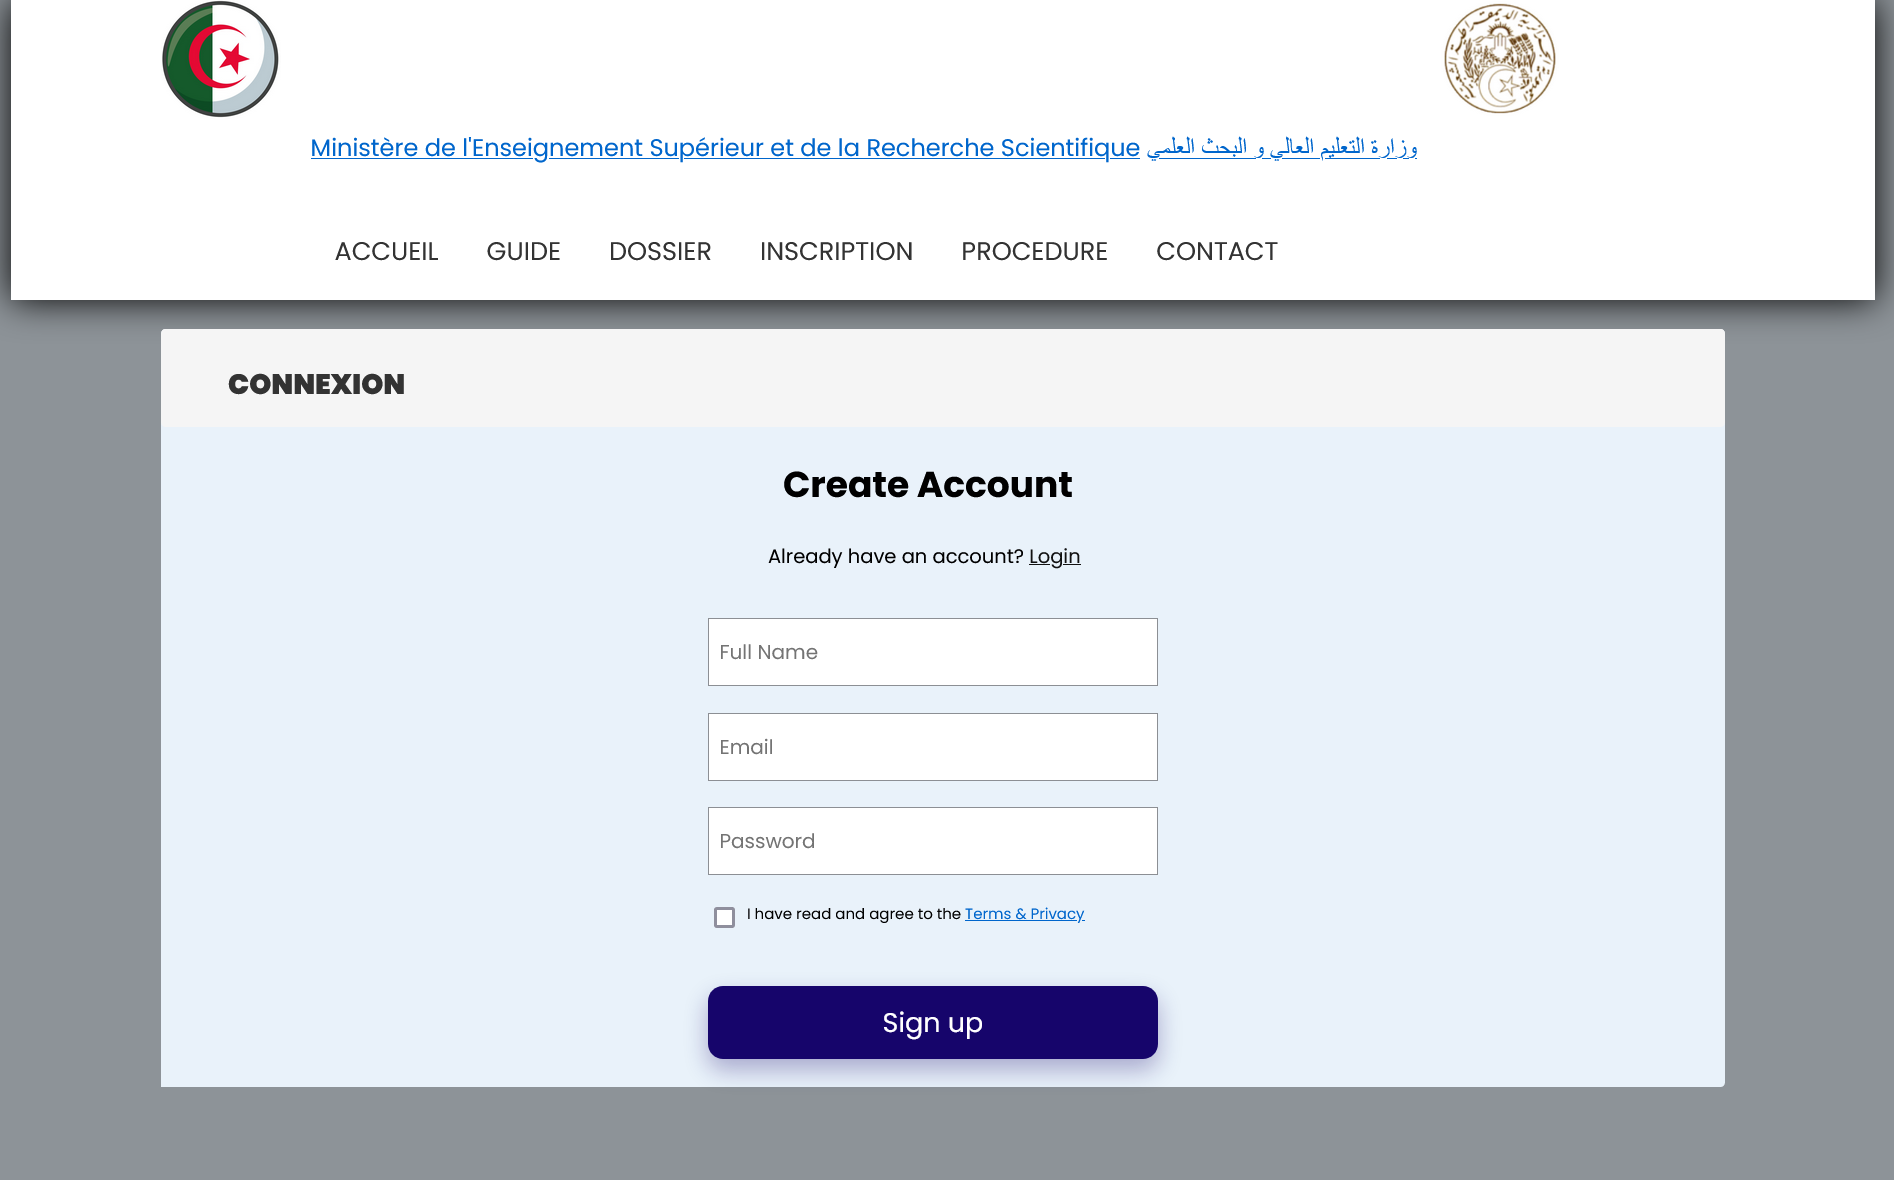 Ministère de l'Enseignement Supérieur et de la Recherche Scientifique وزارة التعليم العالي و البحث العلمي
ACCUEIL GUIDE DOSSIER INSCRIPTION PROCEDURE CONTACT
CONNEXION
Create Account
Already have an account? Login
Full Name
Email
Password
I have read and agree to the Terms & Privacy
Sign up